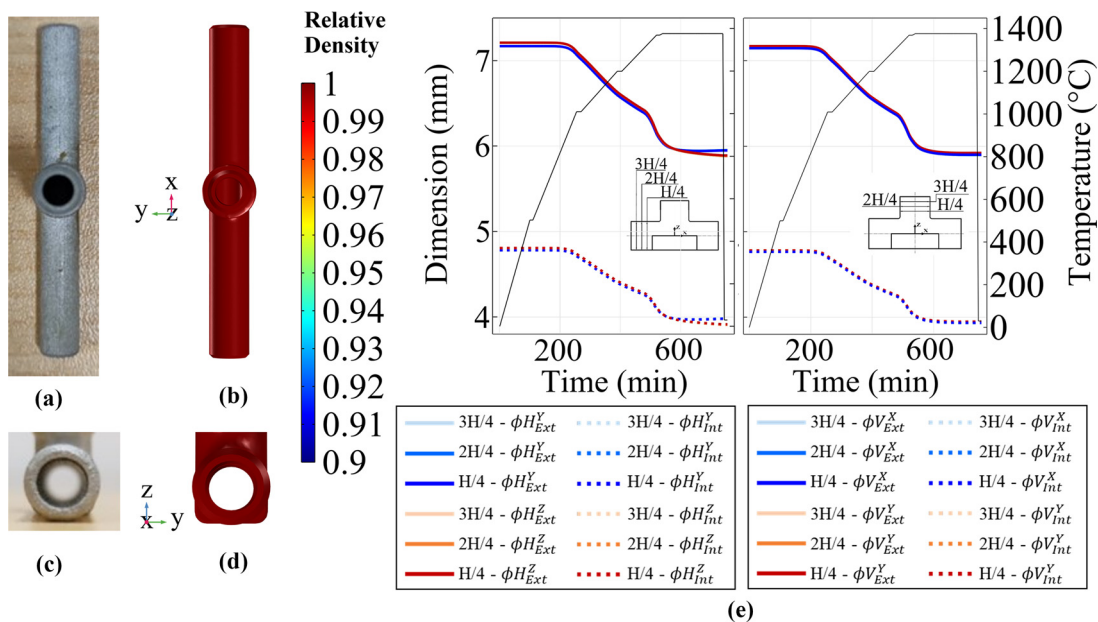 Relative
Density
1
0.99
0.98
0.97
0.96
0.95
0.94
0.93
0.92
0.91
0.9
x
y
z
(a)
(b)
z
x
y
(c)
(d)
Dimension (mm)
7
6
5
4
200
600
Time (min)
3H/4
2H/4
H/4
z
x
200
600
Time (min)
2H/4
3H/4
H/4
z
x
1400
1200
1000
800
600
400
200
0
Temperature (°C)
3H/4 - ϕH^Y_Ext
3H/4 - ϕH^Y_Int
2H/4 - ϕH^Y_Ext
2H/4 - ϕH^Y_Int
H/4 - ϕH^Y_Ext
H/4 - ϕH^Y_Int
3H/4 - ϕH^Z_Ext
3H/4 - ϕH^Z_Int
2H/4 - ϕH^Z_Ext
2H/4 - ϕH^Z_Int
H/4 - ϕH^Z_Ext
H/4 - ϕH^Z_Int
3H/4 - ϕV^X_Ext
3H/4 - ϕV^X_Int
2H/4 - ϕV^X_Ext
2H/4 - ϕV^X_Int
H/4 - ϕV^X_Ext
H/4 - ϕV^X_Int
3H/4 - ϕV^Y_Ext
3H/4 - ϕV^Y_Int
2H/4 - ϕV^Y_Ext
2H/4 - ϕV^Y_Int
H/4 - ϕV^Y_Ext
H/4 - ϕV^Y_Int
(e)